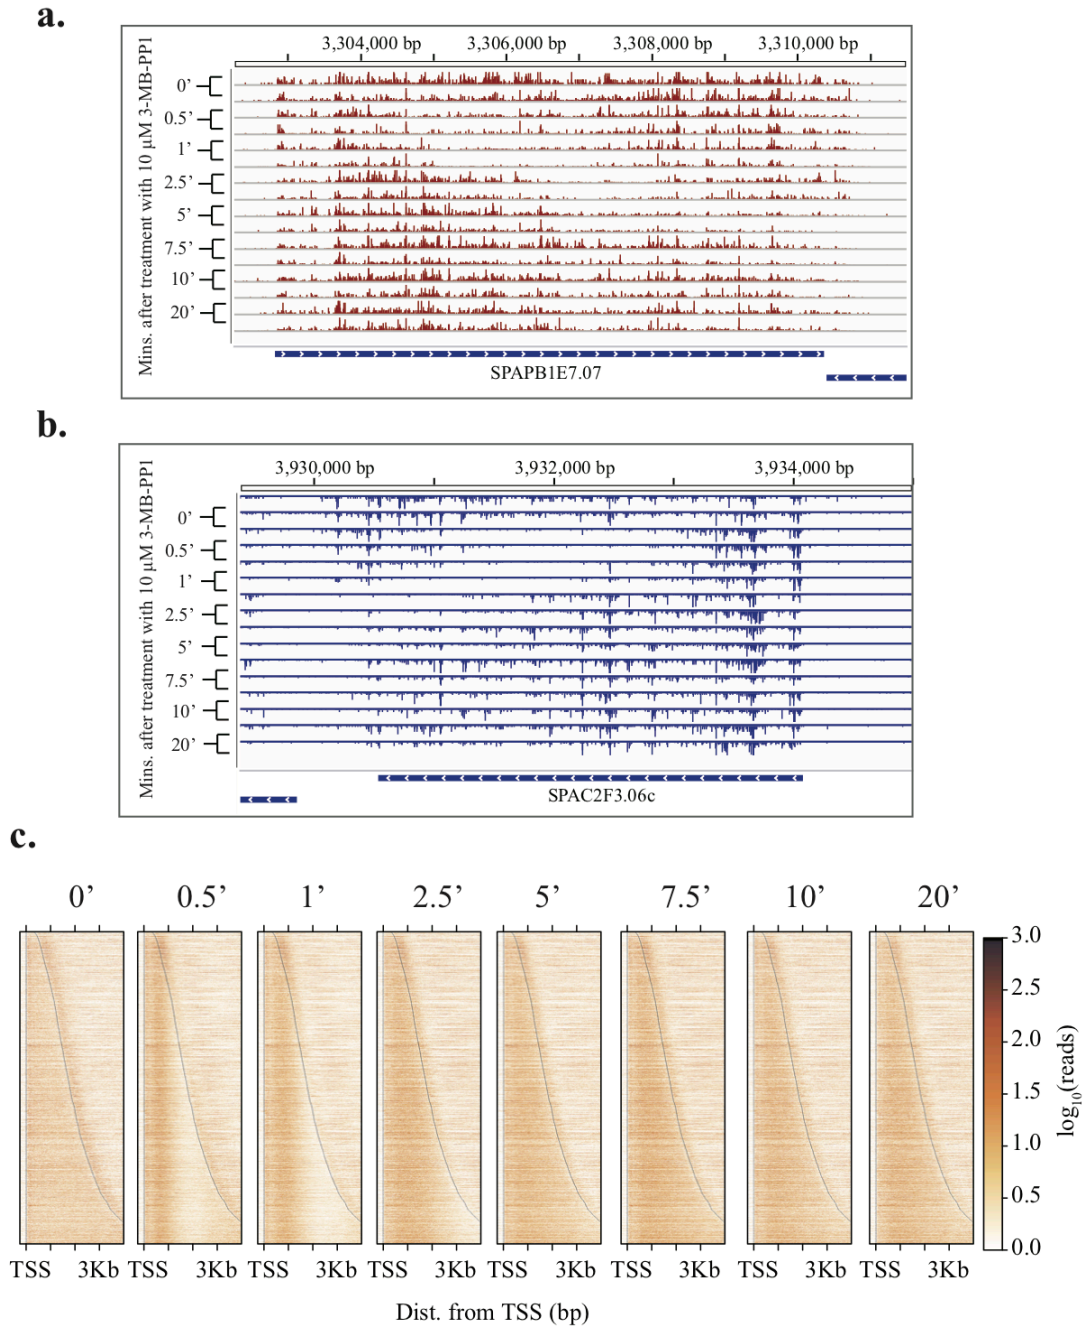 a.
3,304,000 bp 3,306,000 bp 3,308,000 bp 3,310,000 bp
Mins. after treatment with 10 µM 3-MB-PP1
0’
0.5’
1’
2.5’
5’
7.5’
10’
20’
SPAPB1E7.07
b.
3,930,000 bp 3,932,000 bp 3,934,000 bp
Mins. after treatment with 10 µM 3-MB-PP1
0’
0.5’
1’
2.5’
5’
7.5’
10’
20’
SPAC2F3.06c
c.
0’ 0.5’ 1’ 2.5’ 5’ 7.5’ 10’ 20’
3.0
2.5
2.0
1.5
1.0
0.5
0.0
log10(reads)
TSS 3Kb TSS 3Kb TSS 3Kb TSS 3Kb TSS 3Kb TSS 3Kb TSS 3Kb TSS 3Kb
Dist. from TSS (bp)